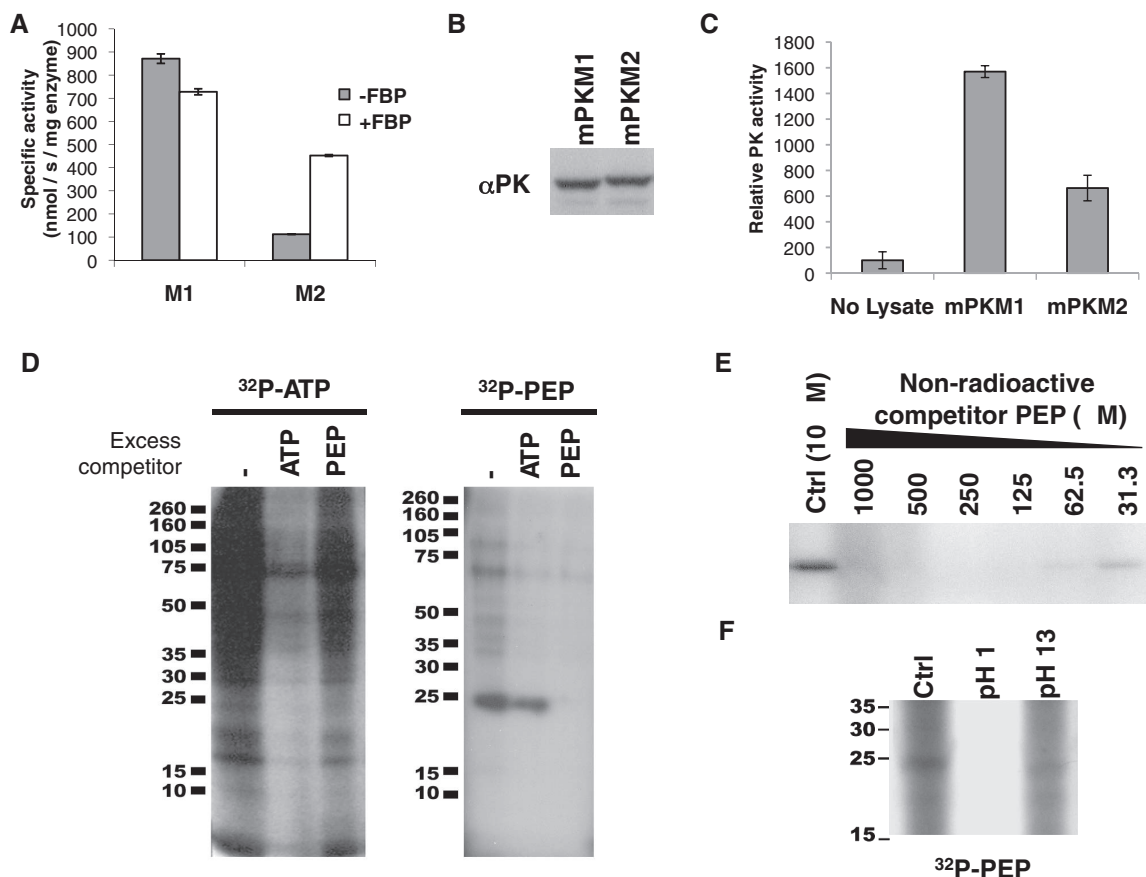 A
Specific activity
(nmol / s / mg enzyme)
1000
900
800
700
600
500
400
300
200
100
0
-FBP
+FBP
M1
M2
B
mPKM1
mPKM2
αPK
C
Relative PK activity
1800
1600
1400
1200
1000
800
600
400
200
0
No Lysate
mPKM1
mPKM2
D
³²P-ATP
Excess
competitor
-
ATP
PEP
260
160
105
75
50
35
30
25
15
10
³²P-PEP
-
ATP
PEP
260
160
105
75
50
35
30
25
15
10
E
Ctrl (10 M)
Non-radioactive
competitor PEP ( M)
1000
500
250
125
62.5
31.3
F
Ctrl
pH 1
pH 13
35
30
25
15
³²P-PEP